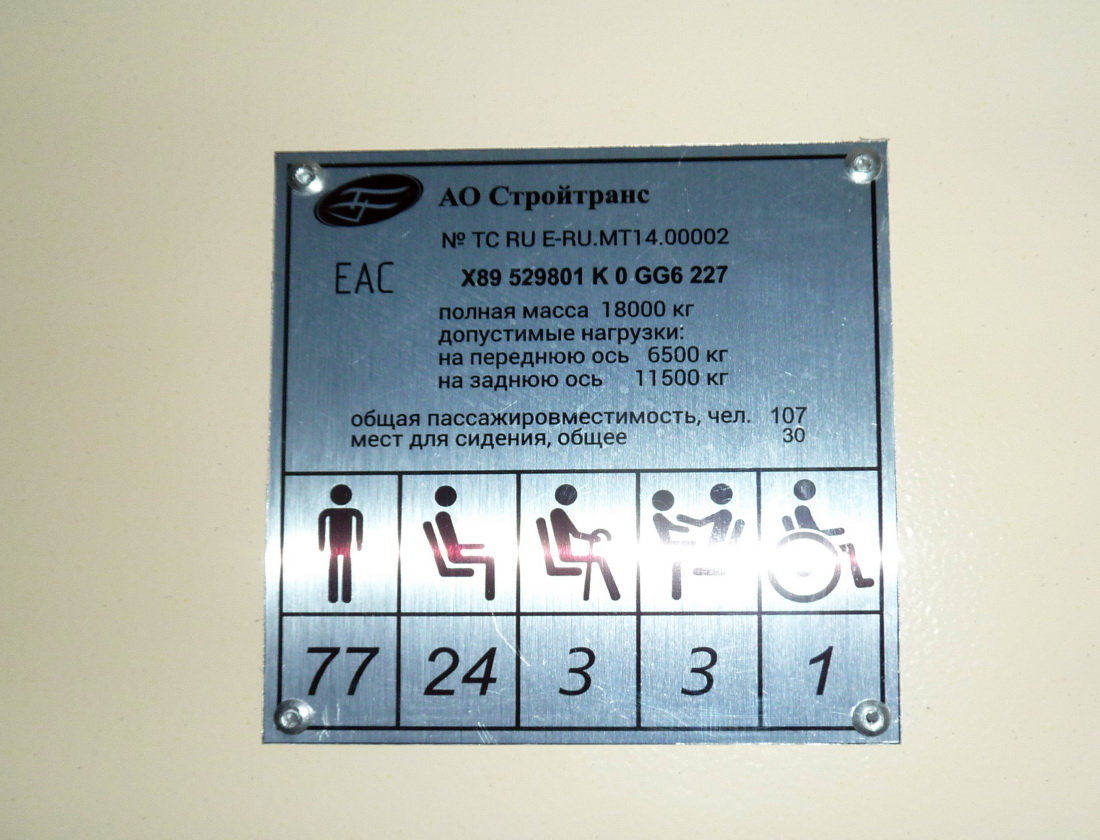 АО Стройтранс
№ ТС RU E-RU.МТ14.00002
EAC
X89 529801 K 0 GG6 227
полная масса 18000 кг
допустимые нагрузки:
на переднюю ось 6500 кг
на заднюю ось 11500 кг
общая пассажировместимость, чел. 107
мест для сидения, общее 30
77 24 3 3 1